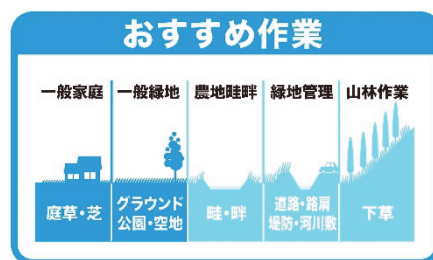 おすすめ作業
一般家庭
一般緑地
農地畦畔
緑地管理
山林作業
庭草・芝
グラウンド
公園・空地
畦・畔
道路・路肩
堤防・河川敷
下草